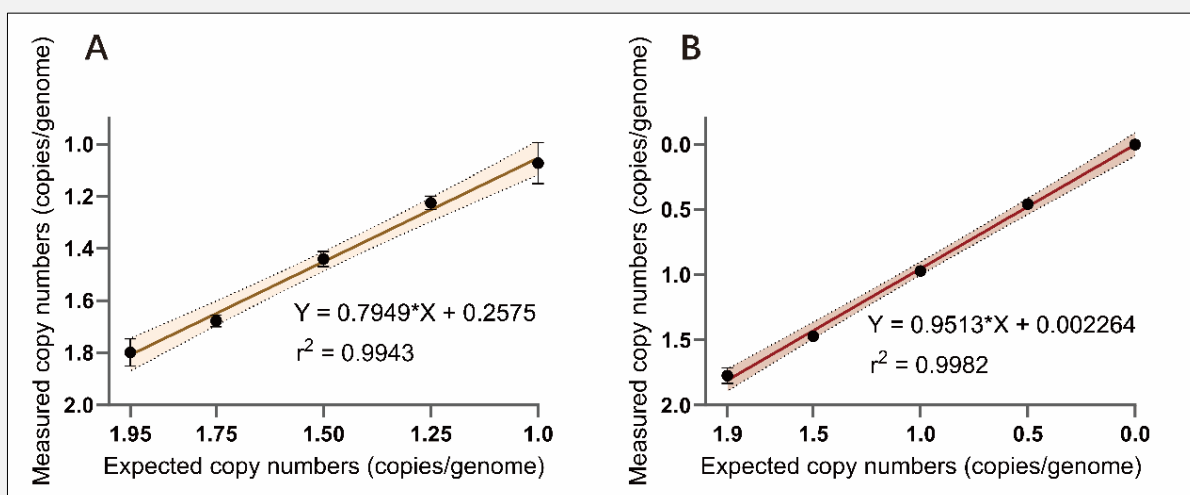 A
Measured copy numbers (copies/genome)
1.0
1.2
1.4
1.6
1.8
2.0
Y = 0.7949*X + 0.2575
r² = 0.9943
1.95 1.75 1.50 1.25 1.0
Expected copy numbers (copies/genome)
B
Measured copy numbers (copies/genome)
0.0
0.5
1.0
1.5
2.0
Y = 0.9513*X + 0.002264
r² = 0.9982
1.9 1.5 1.0 0.5 0.0
Expected copy numbers (copies/genome)